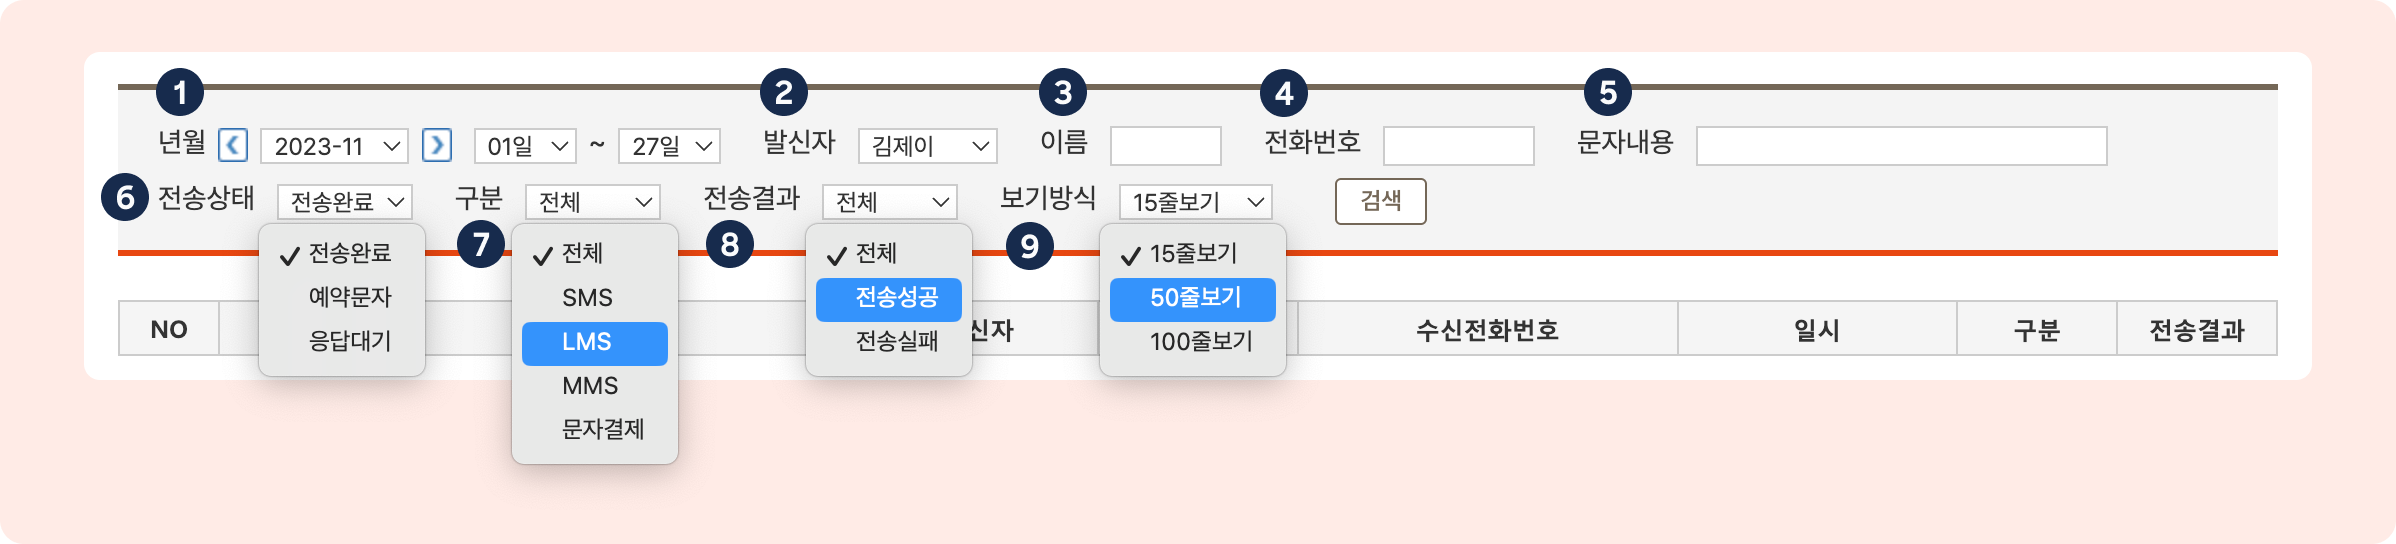 1 2 3 4 5
년월 2023-11 01일 ~ 27일 발신자 김제이 이름 전화번호 문자내용
6 전송상태 전송완료 구분 전체 전송결과 전체 보기방식 15줄보기 검색
7 8 9
전송완료
예약문자
응답대기
전체
SMS
LMS
MMS
문자결제
전체
전송성공
전송실패
15줄보기
50줄보기
100줄보기
NO 신자 수신전화번호 일시 구분 전송결과